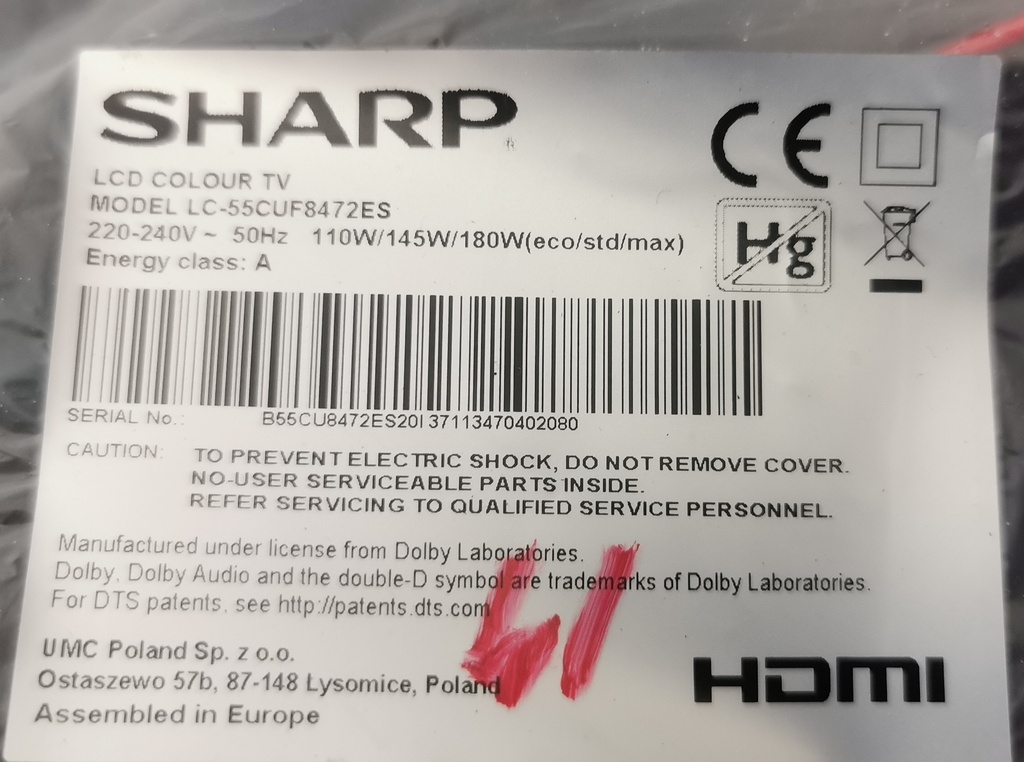 SHARP
CE
LCD COLOUR TV
MODEL LC-55CUF8472ES
220-240V ~ 50Hz 110W/145W/180W(eco/std/max)
Hg
Energy class: A
SERIAL No.: B55CU8472ES20I37113470402080
CAUTION: TO PREVENT ELECTRIC SHOCK, DO NOT REMOVE COVER.
NO-USER SERVICEABLE PARTS INSIDE.
REFER SERVICING TO QUALIFIED SERVICE PERSONNEL.
Manufactured under license from Dolby Laboratories.
Dolby, Dolby Audio and the double-D symbol are trademarks of Dolby Laboratories.
For DTS patents, see http://patents.dts.com
UMC Poland Sp. z o.o.
Ostaszewo 57b, 87-148 Łysomice, Poland
Assembled in Europe
HDMI